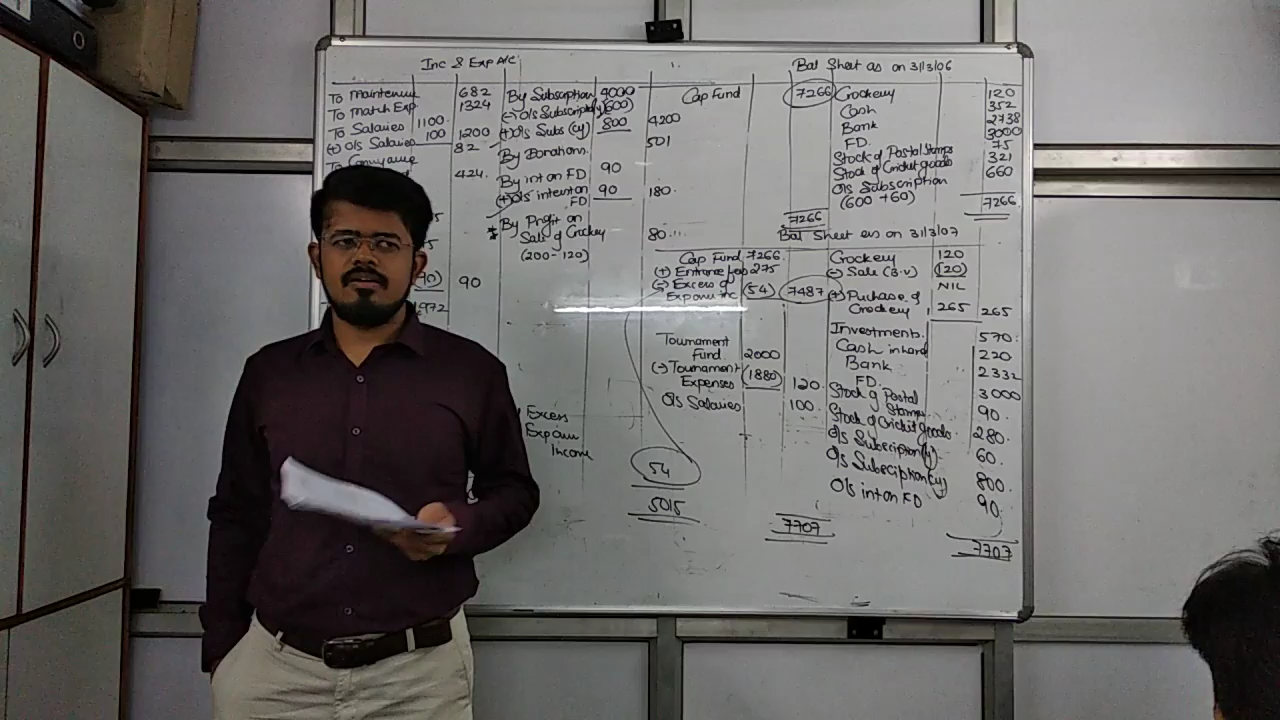 Inc & Exp A/C
To Maintenance 682
To Match Exp 1324
To Salaries 1100
(+) O/s Salaries 100 1200
To Conveyance 82
424.
(90) 90
By Subscription 4000
(-) O/s Subscript(ly) (600)
(+) O/s Subs (cy) 800 4200
By Donations. 501
By int on FD 90
(+) O/s int on FD 90 180.
By Profit on
Sale of Crockery 80
(200-120)
Excess
Exp over
Income
54
5015
Bal Sheet as on 31/3/06
Cap Fund 7266 Crockery 120
Cash 352
Bank 2738
FD. 3000
Stock of Postal Stamps 75
Stock of Cricket goods 321
O/s Subscription 660
(600 + 60)
7266 7266
Bal Sheet as on 31/3/07
Cap Fund 7266
(+) Entrance fees 275
(-) Excess of
Exp over inc (54) 7487
Tournament
Fund 2000
(-) Tournament
Expenses (1880) 120
O/s Salaries 100.
7707
Crockery 120
(-) Sale (B.V) (120)
NIL
(+) Puchase of
Crockery 265 265
Investments. 570
Cash in hand 220
Bank 2332
FD. 3000
Stock of Postal
Stamps 90.
Stock of Cricket goods 280.
O/s Subscription(ly) 60.
O/s Subscription(cy) 800.
O/s int on FD 90
7707